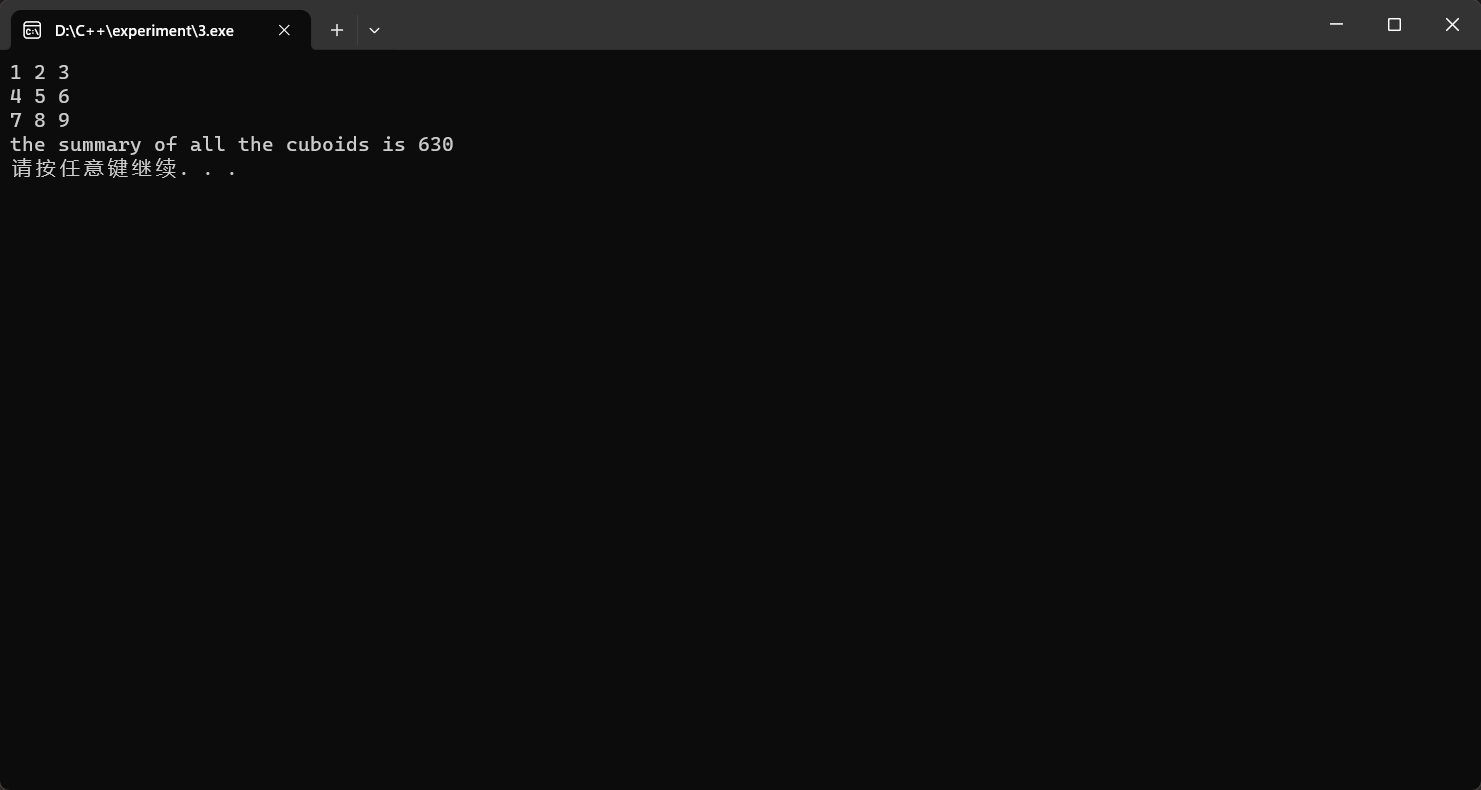 D:\C++\experiment\3.exe
1 2 3
4 5 6
7 8 9
the summary of all the cuboids is 630
请按任意键继续. . .